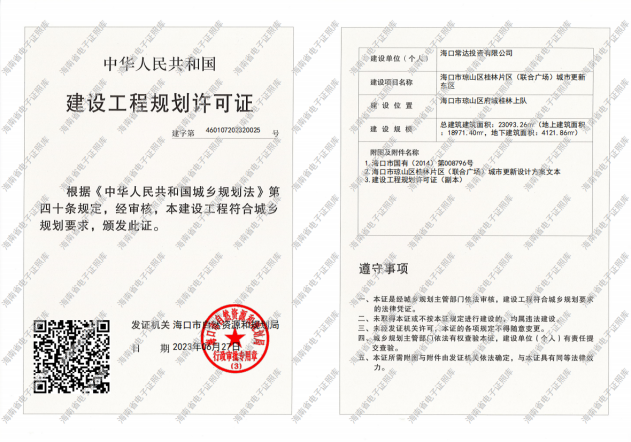 中华人民共和国
建设工程规划许可证
建字第 460107202320025 号
根据《中华人民共和国城乡规划法》第
四十条规定，经审核，本建设工程符合城乡
规划要求，颁发此证。
发证机关 海口市自然资源和规划局
日 期 2023年06月27日
行政审批专用章
(3)
建设单位（个人） 海口常达投资有限公司
建设项目名称 海口市琼山区桂林片区（联合广场）城市更新
东区
建设位置 海口市琼山区府城桂林上队
建设规模 总建筑建筑面积：23093.26㎡（地上建筑面积
：18971.40㎡，地下建筑面积：4121.86㎡）
附图及附件名称
1.海口市国有（2014）第008796号
2.海口市琼山区桂林片区（联合广场）城市更新设计方案文本
3.建设工程规划许可证（副本）
遵守事项
一、本证是经城乡规划主管部门依法审核，建设工程符合城乡规划要求
的法律凭证。
二、未取得本证或不按本证规定进行建设的，均属违法建设。
三、未经发证机关许可，本证的各项规定不得随意变更。
四、城乡规划主管部门依法有权查验本证，建设单位（个人）有责任提
交查验。
五、本证所需附图与附件由发证机关依法确定，与本证具有同等法律效
力。
海南省电子证照库